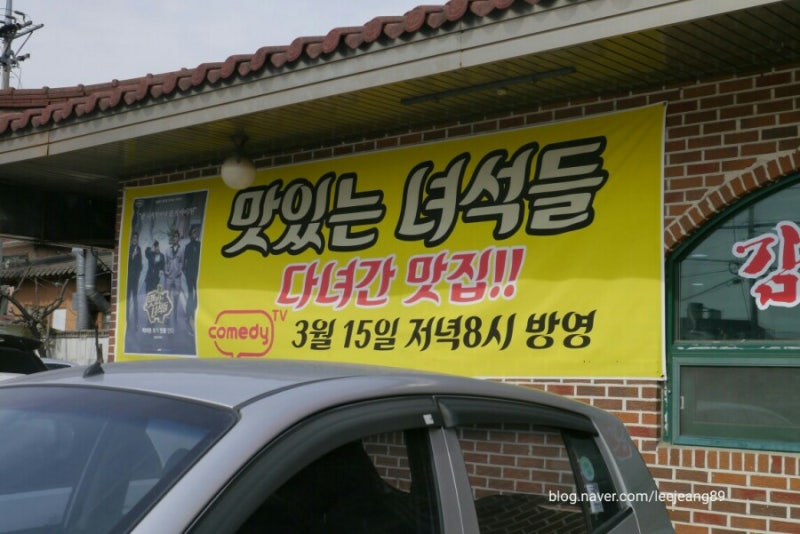 맛있는 녀석들
다녀간 맛집!!
comedy TV
3월 15일 저녁8시 방영
감
blog.naver.com/leejeang89